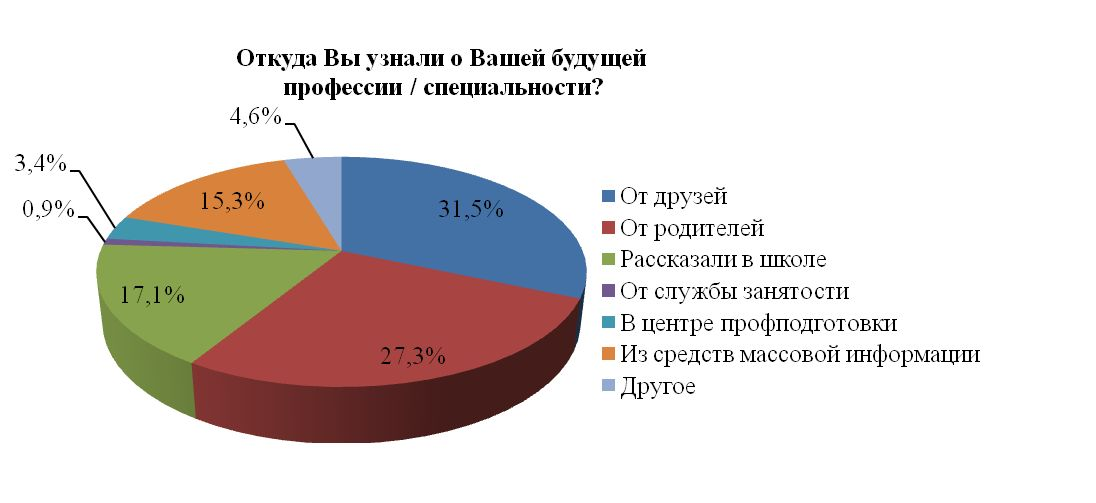 Откуда Вы узнали о Вашей будущей
профессии / специальности?
4,6%
3,4%
0,9%
15,3%
31,5%
17,1%
27,3%
От друзей
От родителей
Рассказали в школе
От службы занятости
В центре профподготовки
Из средств массовой информации
Другое